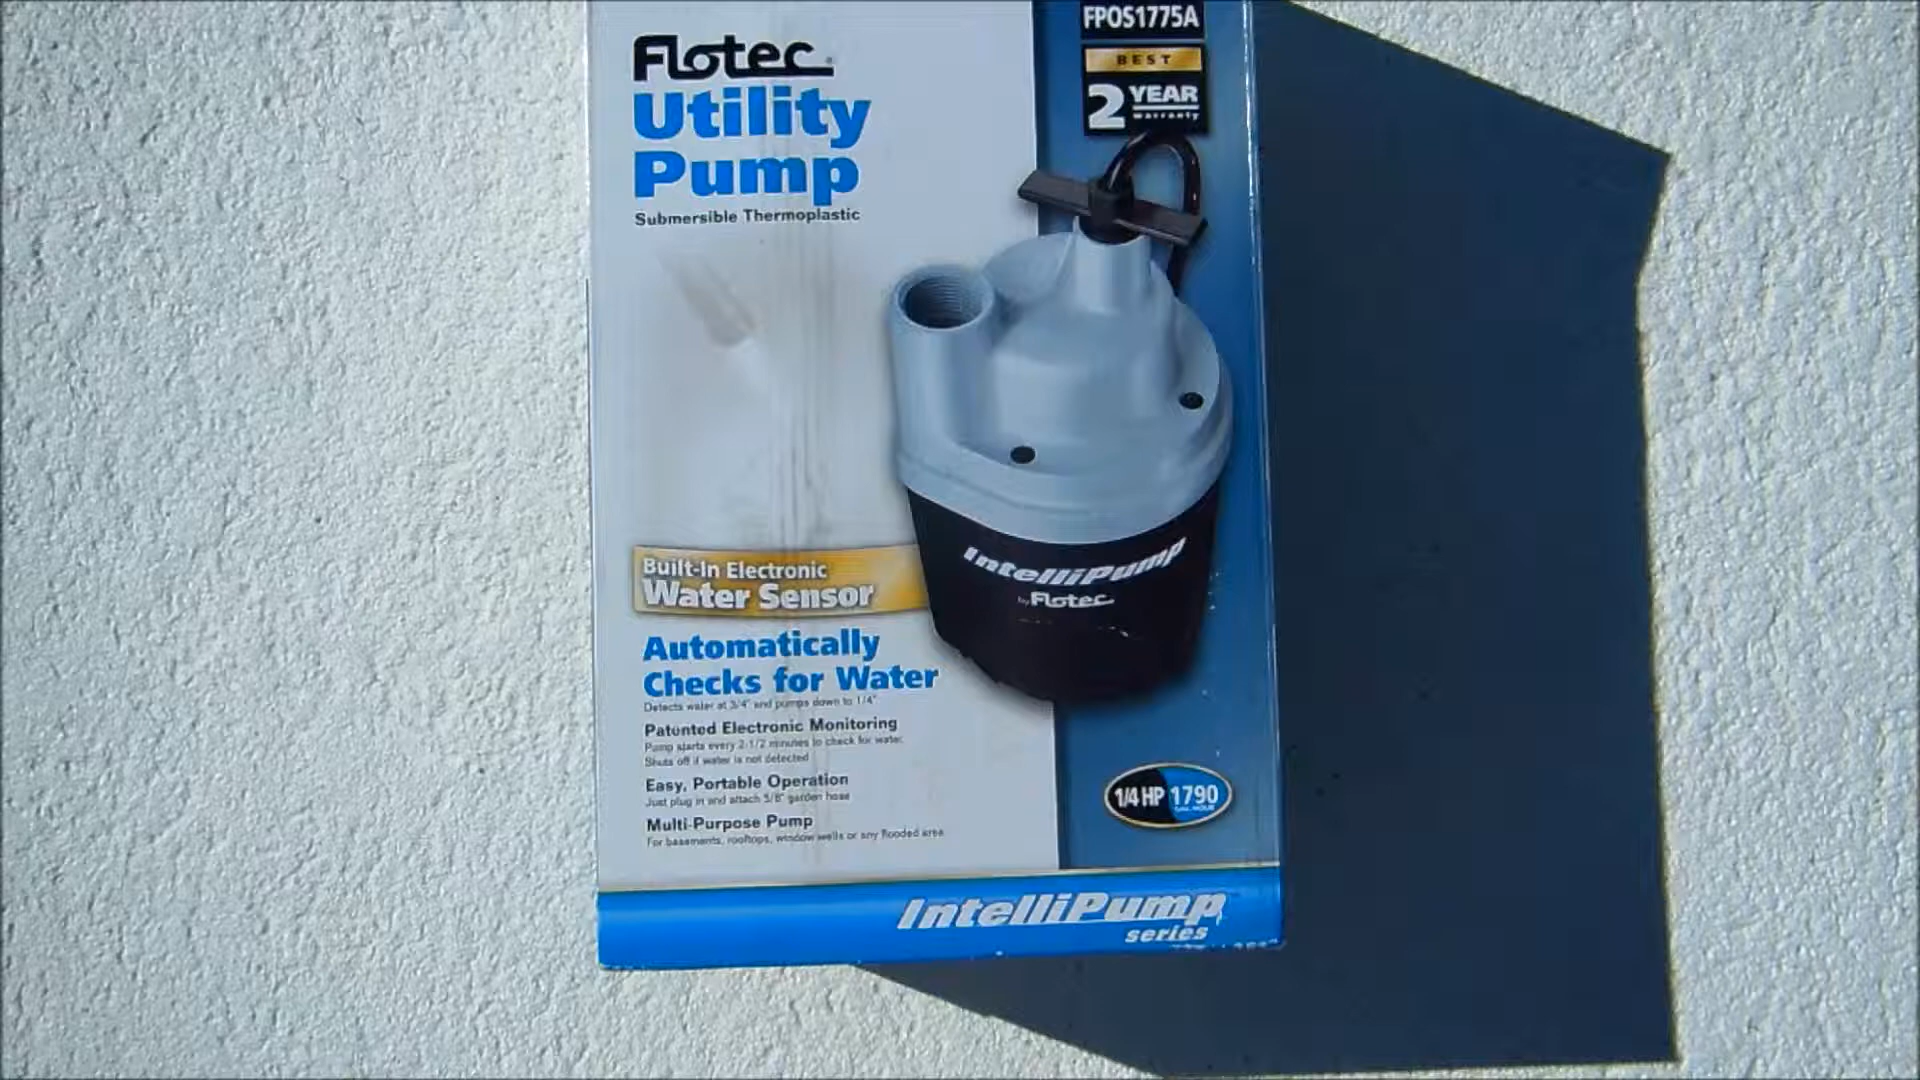 FPOS1775A
BEST
2 YEAR
warranty
Flotec
Utility
Pump
Submersible Thermoplastic
IntelliPump
by Flotec
Built-In Electronic
Water Sensor
Automatically
Checks for Water
Detects water at 3/4" and pumps down to 1/4"
Patented Electronic Monitoring
Pump starts every 2-1/2 minutes to check for water.
Shuts off if water is not detected
Easy, Portable Operation
Just plug in and attach 5/8" garden hose
Multi-Purpose Pump
For basements, rooftops, window wells or any flooded area
1/4 HP 1790
GAL/HOUR
IntelliPump
series